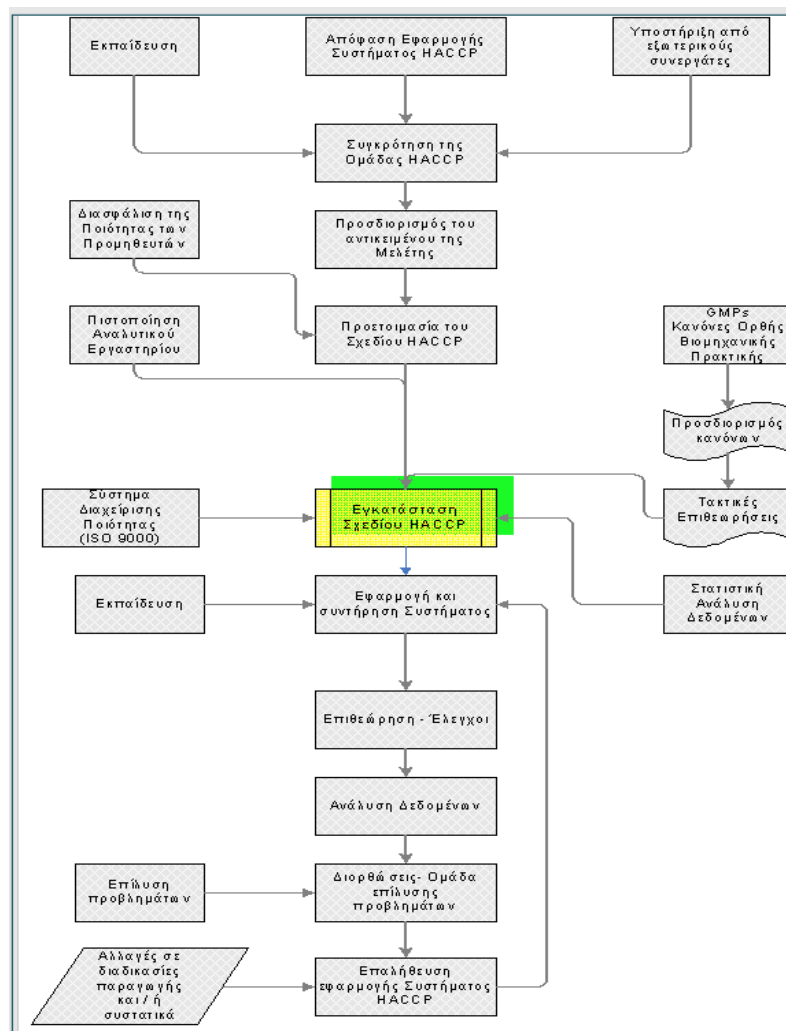 Εκπαίδευση
Απόφαση Εφαρμογής
Συστήματος HACCP
Υποστήριξη από
εξωτερικούς
συνεργάτες
Συγκρότηση της
Ομάδας HACCP
Διασφάλιση της
Ποιότητας των
Προμηθευτών
Προσδιορισμός του
αντικειμένου της
Μελέτης
Πιστοποίηση
Αναλυτικού
Εργαστηρίου
Προετοιμασία του
Σχεδίου HACCP
GMPs
Κανόνες Ορθής
Βιομηχανικής
Πρακτικής
Προσδιορισμός
κανόνων
Σύστημα
Διαχείρισης
Ποιότητας
(ISO 9000)
Εγκατάσταση
Σχεδίου HACCP
Τακτικές
Επιθεωρήσεις
Εκπαίδευση
Εφαρμογή και
συντήρηση Συστήματος
Στατιστική
Ανάλυση
Δεδομένων
Επιθεώρηση - Έλεγχοι
Ανάλυση Δεδομένων
Επίλυση
προβλημάτων
Διορθώσεις- Ομάδα
επίλυσης
προβλημάτων
Αλλαγές σε
διαδικασίες
παραγωγής
και / ή
συστατικά
Επαλήθευση
εφαρμογής Συστήματος
HACCP